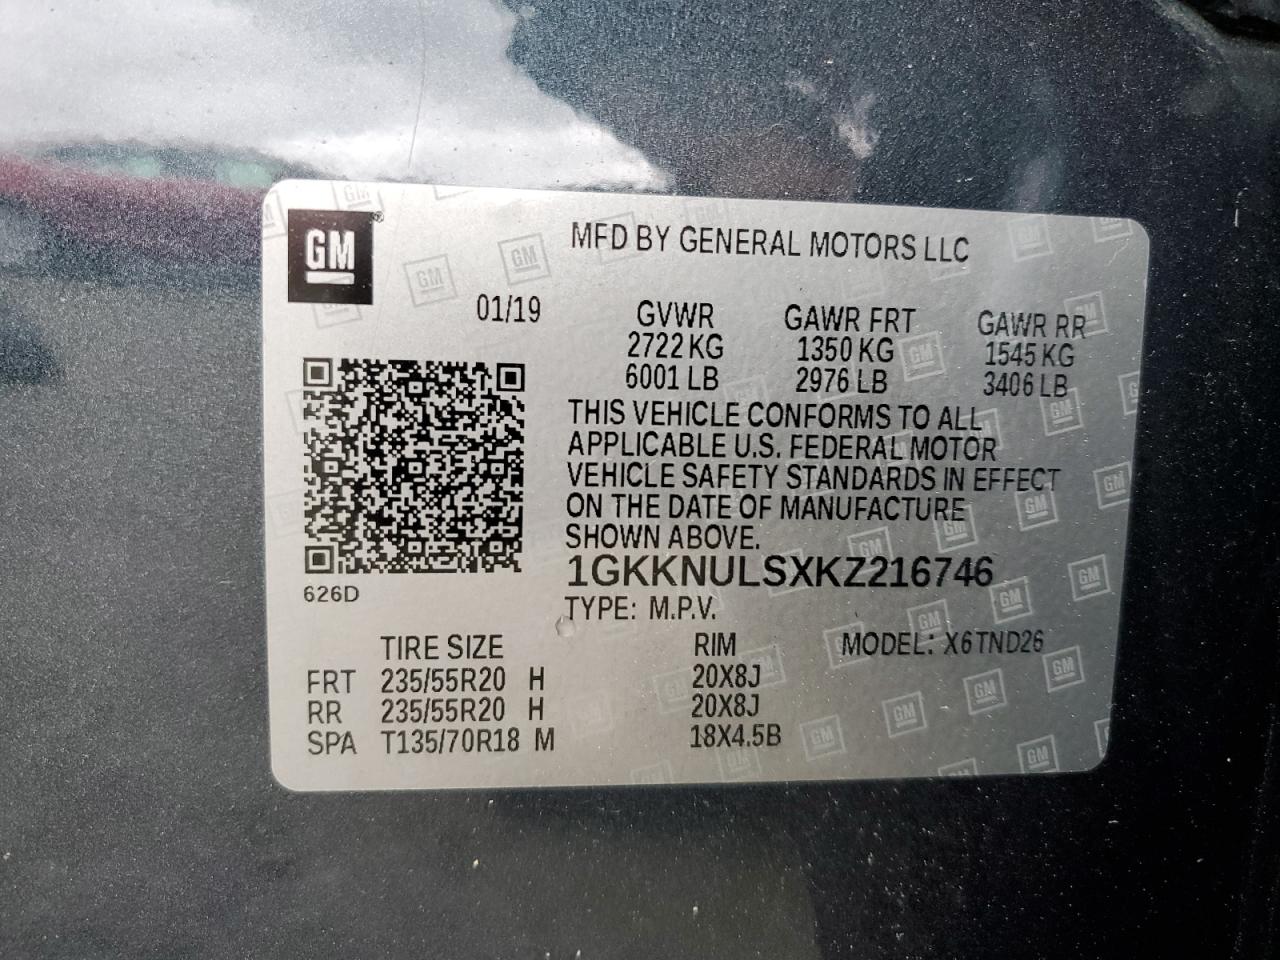 GM®
MFD BY GENERAL MOTORS LLC
01/19
GVWR GAWR FRT GAWR RR
2722 KG 1350 KG 1545 KG
6001 LB 2976 LB 3406 LB
THIS VEHICLE CONFORMS TO ALL
APPLICABLE U.S. FEDERAL MOTOR
VEHICLE SAFETY STANDARDS IN EFFECT
ON THE DATE OF MANUFACTURE
SHOWN ABOVE.
1GKKNULSXKZ216746
626D
TYPE: M.P.V.
TIRE SIZE RIM MODEL: X6TND26
FRT 235/55R20 H 20X8J
RR 235/55R20 H 20X8J
SPA T135/70R18 M 18X4.5B